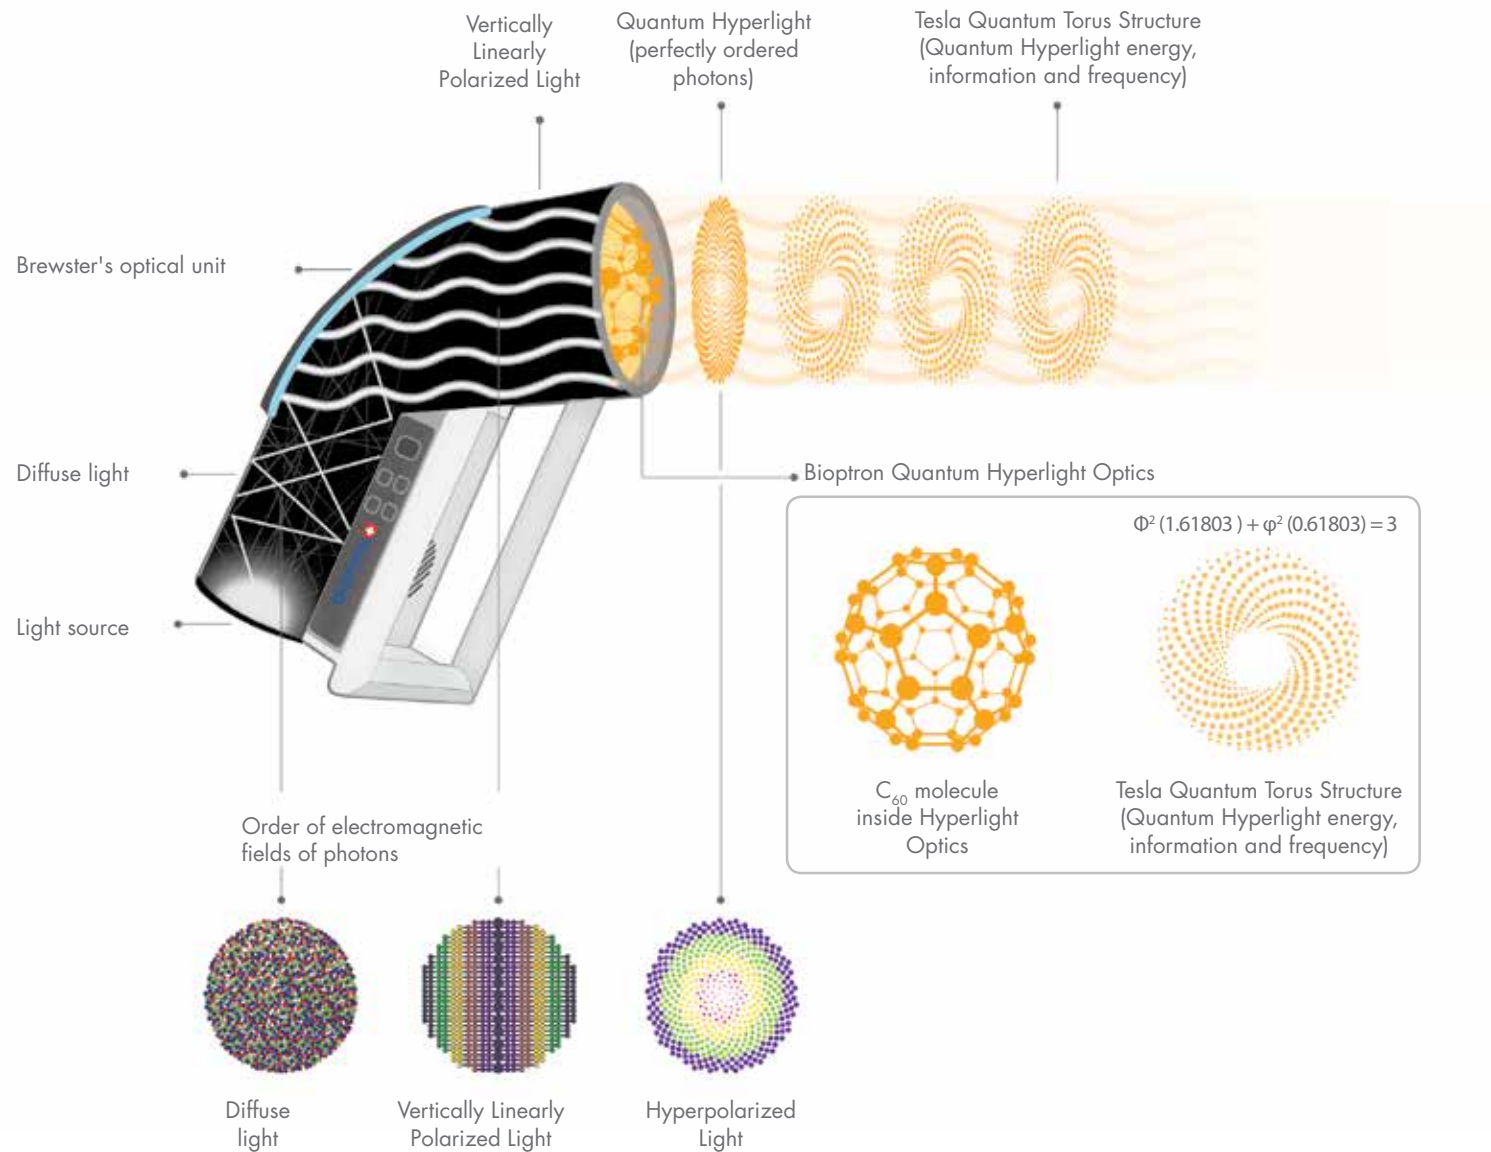 Vertically
Linearly
Polarized Light
Quantum Hyperlight
(perfectly ordered
photons)
Tesla Quantum Torus Structure
(Quantum Hyperlight energy,
information and frequency)
Brewster's optical unit
Diffuse light
Light source
Bioptron Quantum Hyperlight Optics
Φ² (1.61803 ) + φ² (0.61803) = 3
C₆₀ molecule
inside Hyperlight
Optics
Tesla Quantum Torus Structure
(Quantum Hyperlight energy,
information and frequency)
Order of electromagnetic
fields of photons
Diffuse
light
Vertically Linearly
Polarized Light
Hyperpolarized
Light